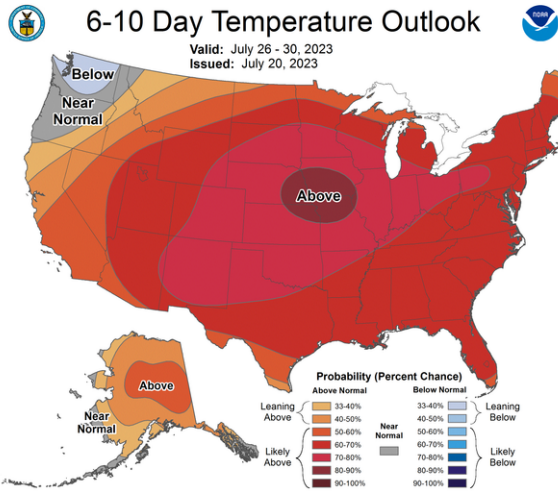 6-10 Day Temperature Outlook
NOAA
Valid: July 26 - 30, 2023
Issued: July 20, 2023
Below
Near
Normal
Above
Above
Near
Normal
Probability (Percent Chance)
Above Normal
Below Normal
Leaning
Above
33-40%
40-50%
Likely
Above
50-60%
60-70%
70-80%
80-90%
90-100%
Near
Normal
33-40%
40-50%
Leaning
Below
50-60%
60-70%
70-80%
80-90%
90-100%
Likely
Below